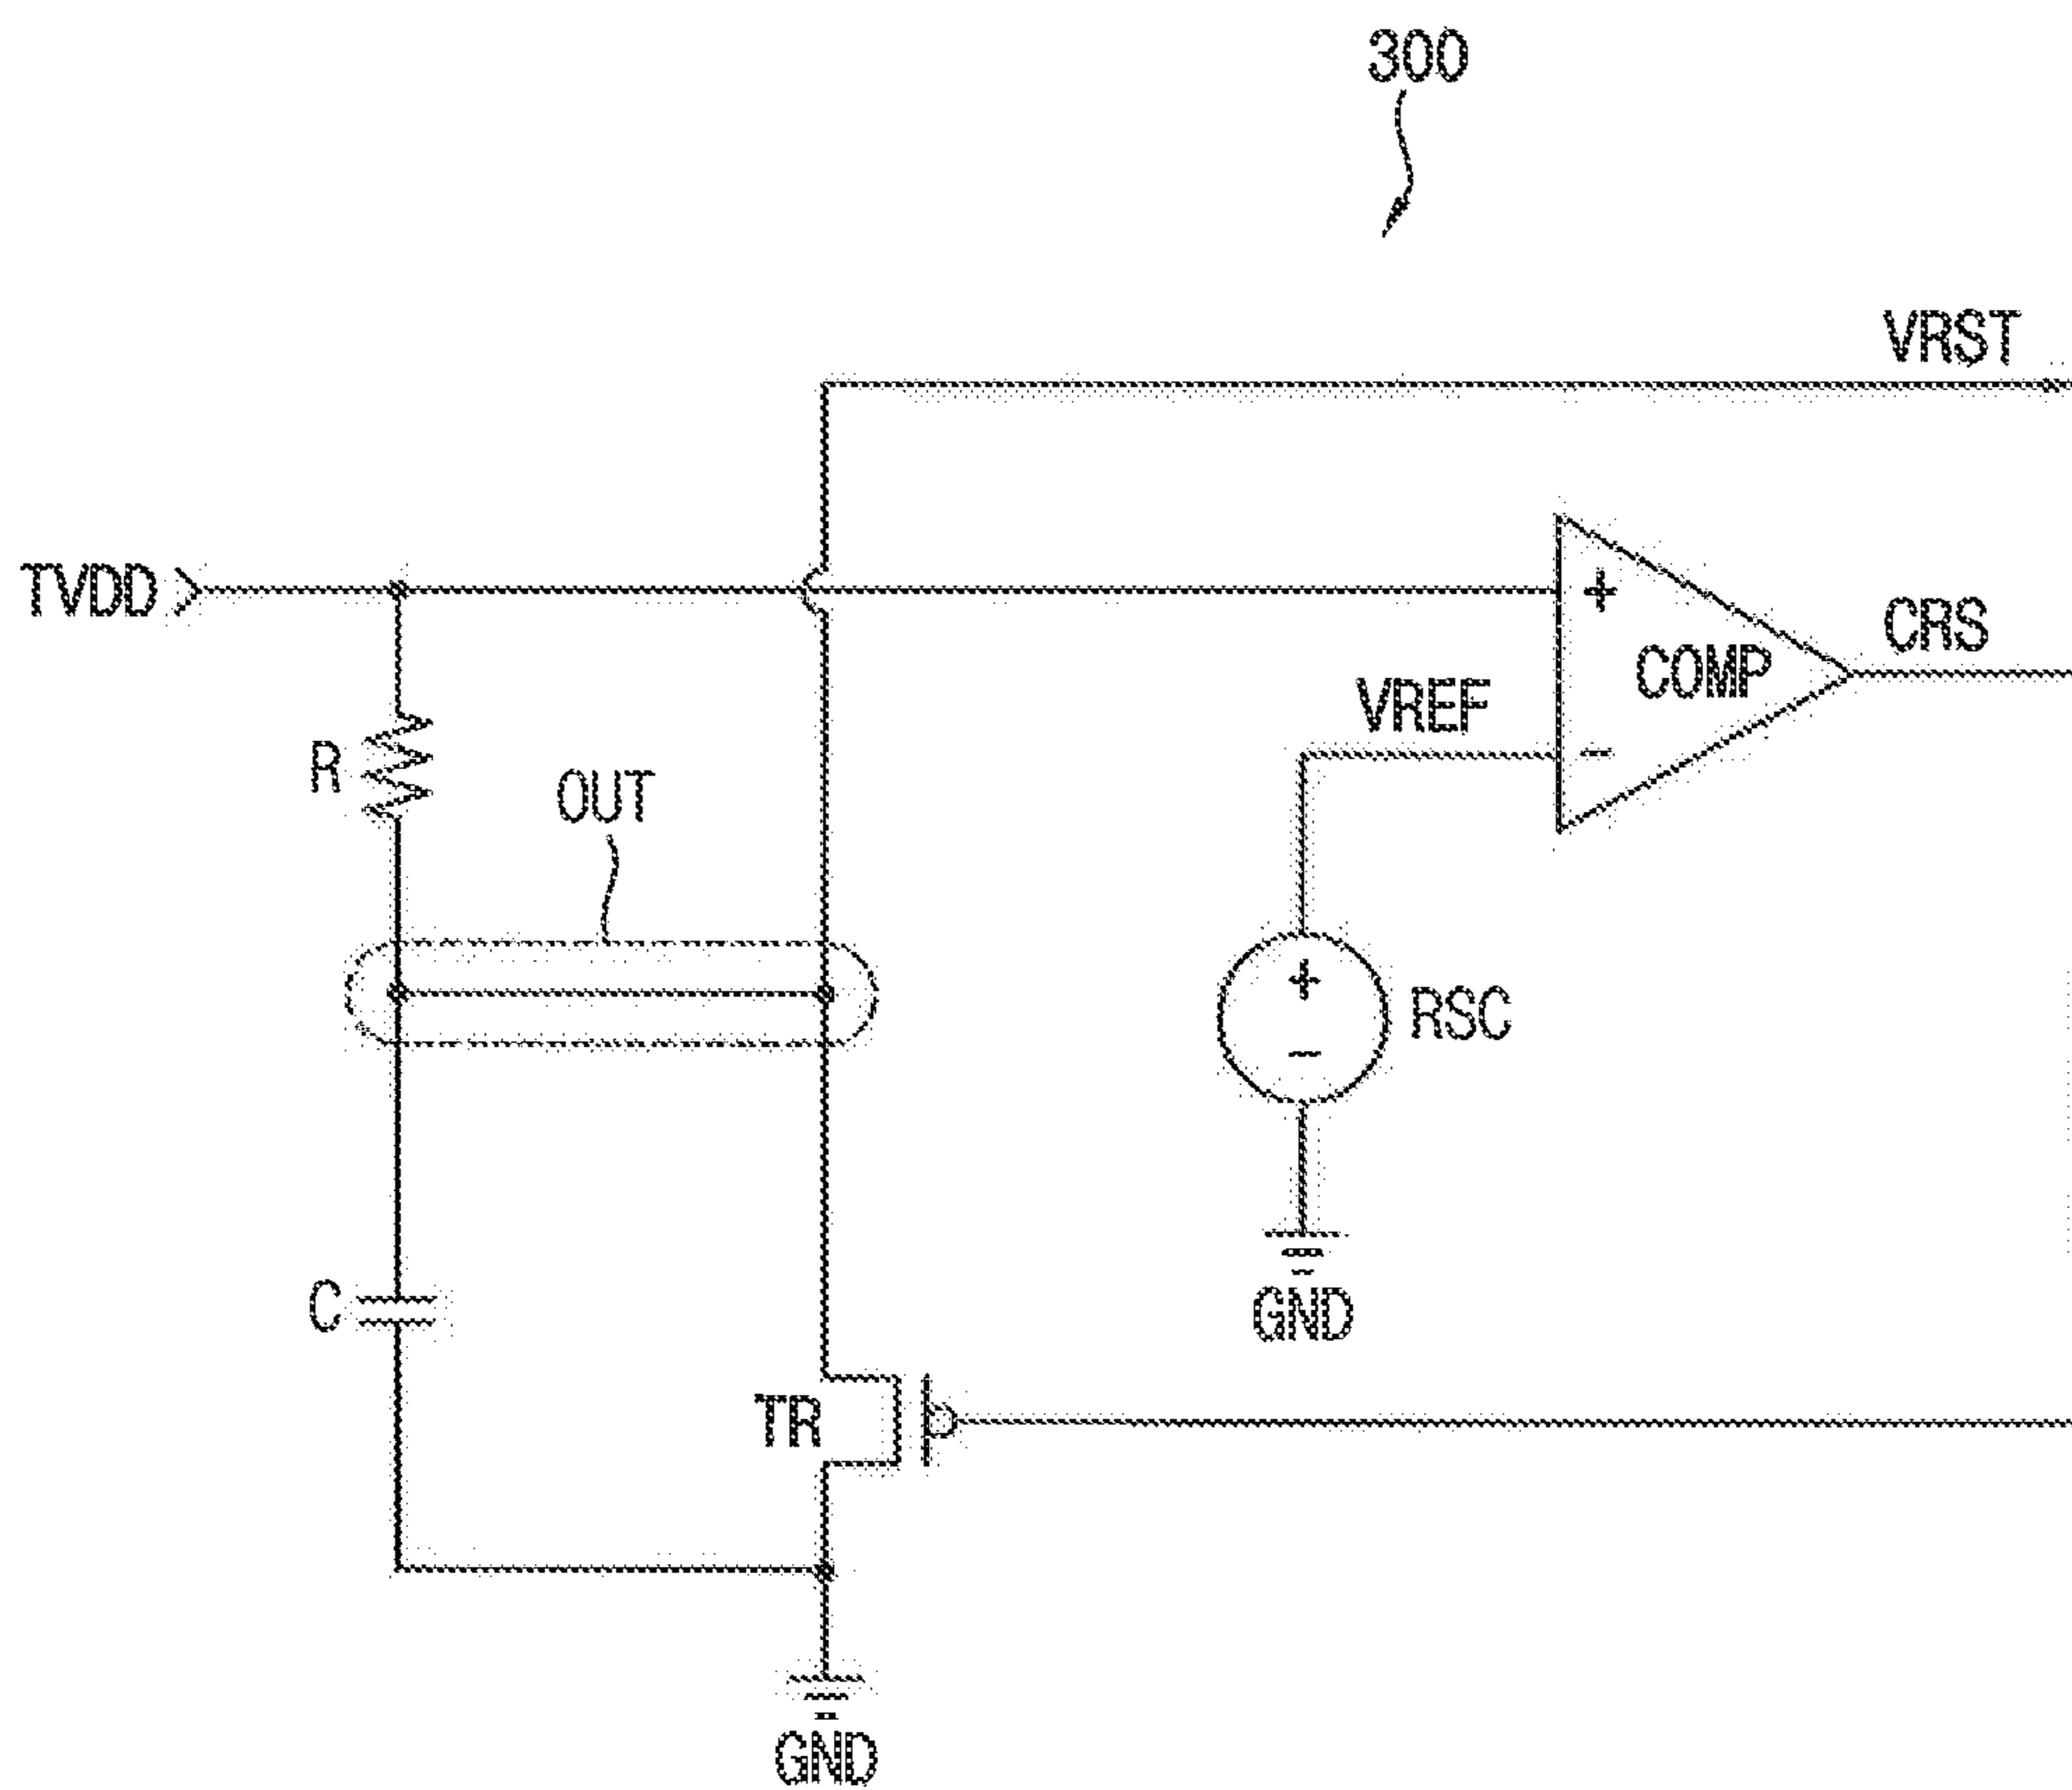 300
VRST
TVDD
+
COMP
CRS
VREF
-
R
OUT
+
-
RSC
GND
C
TR
GND